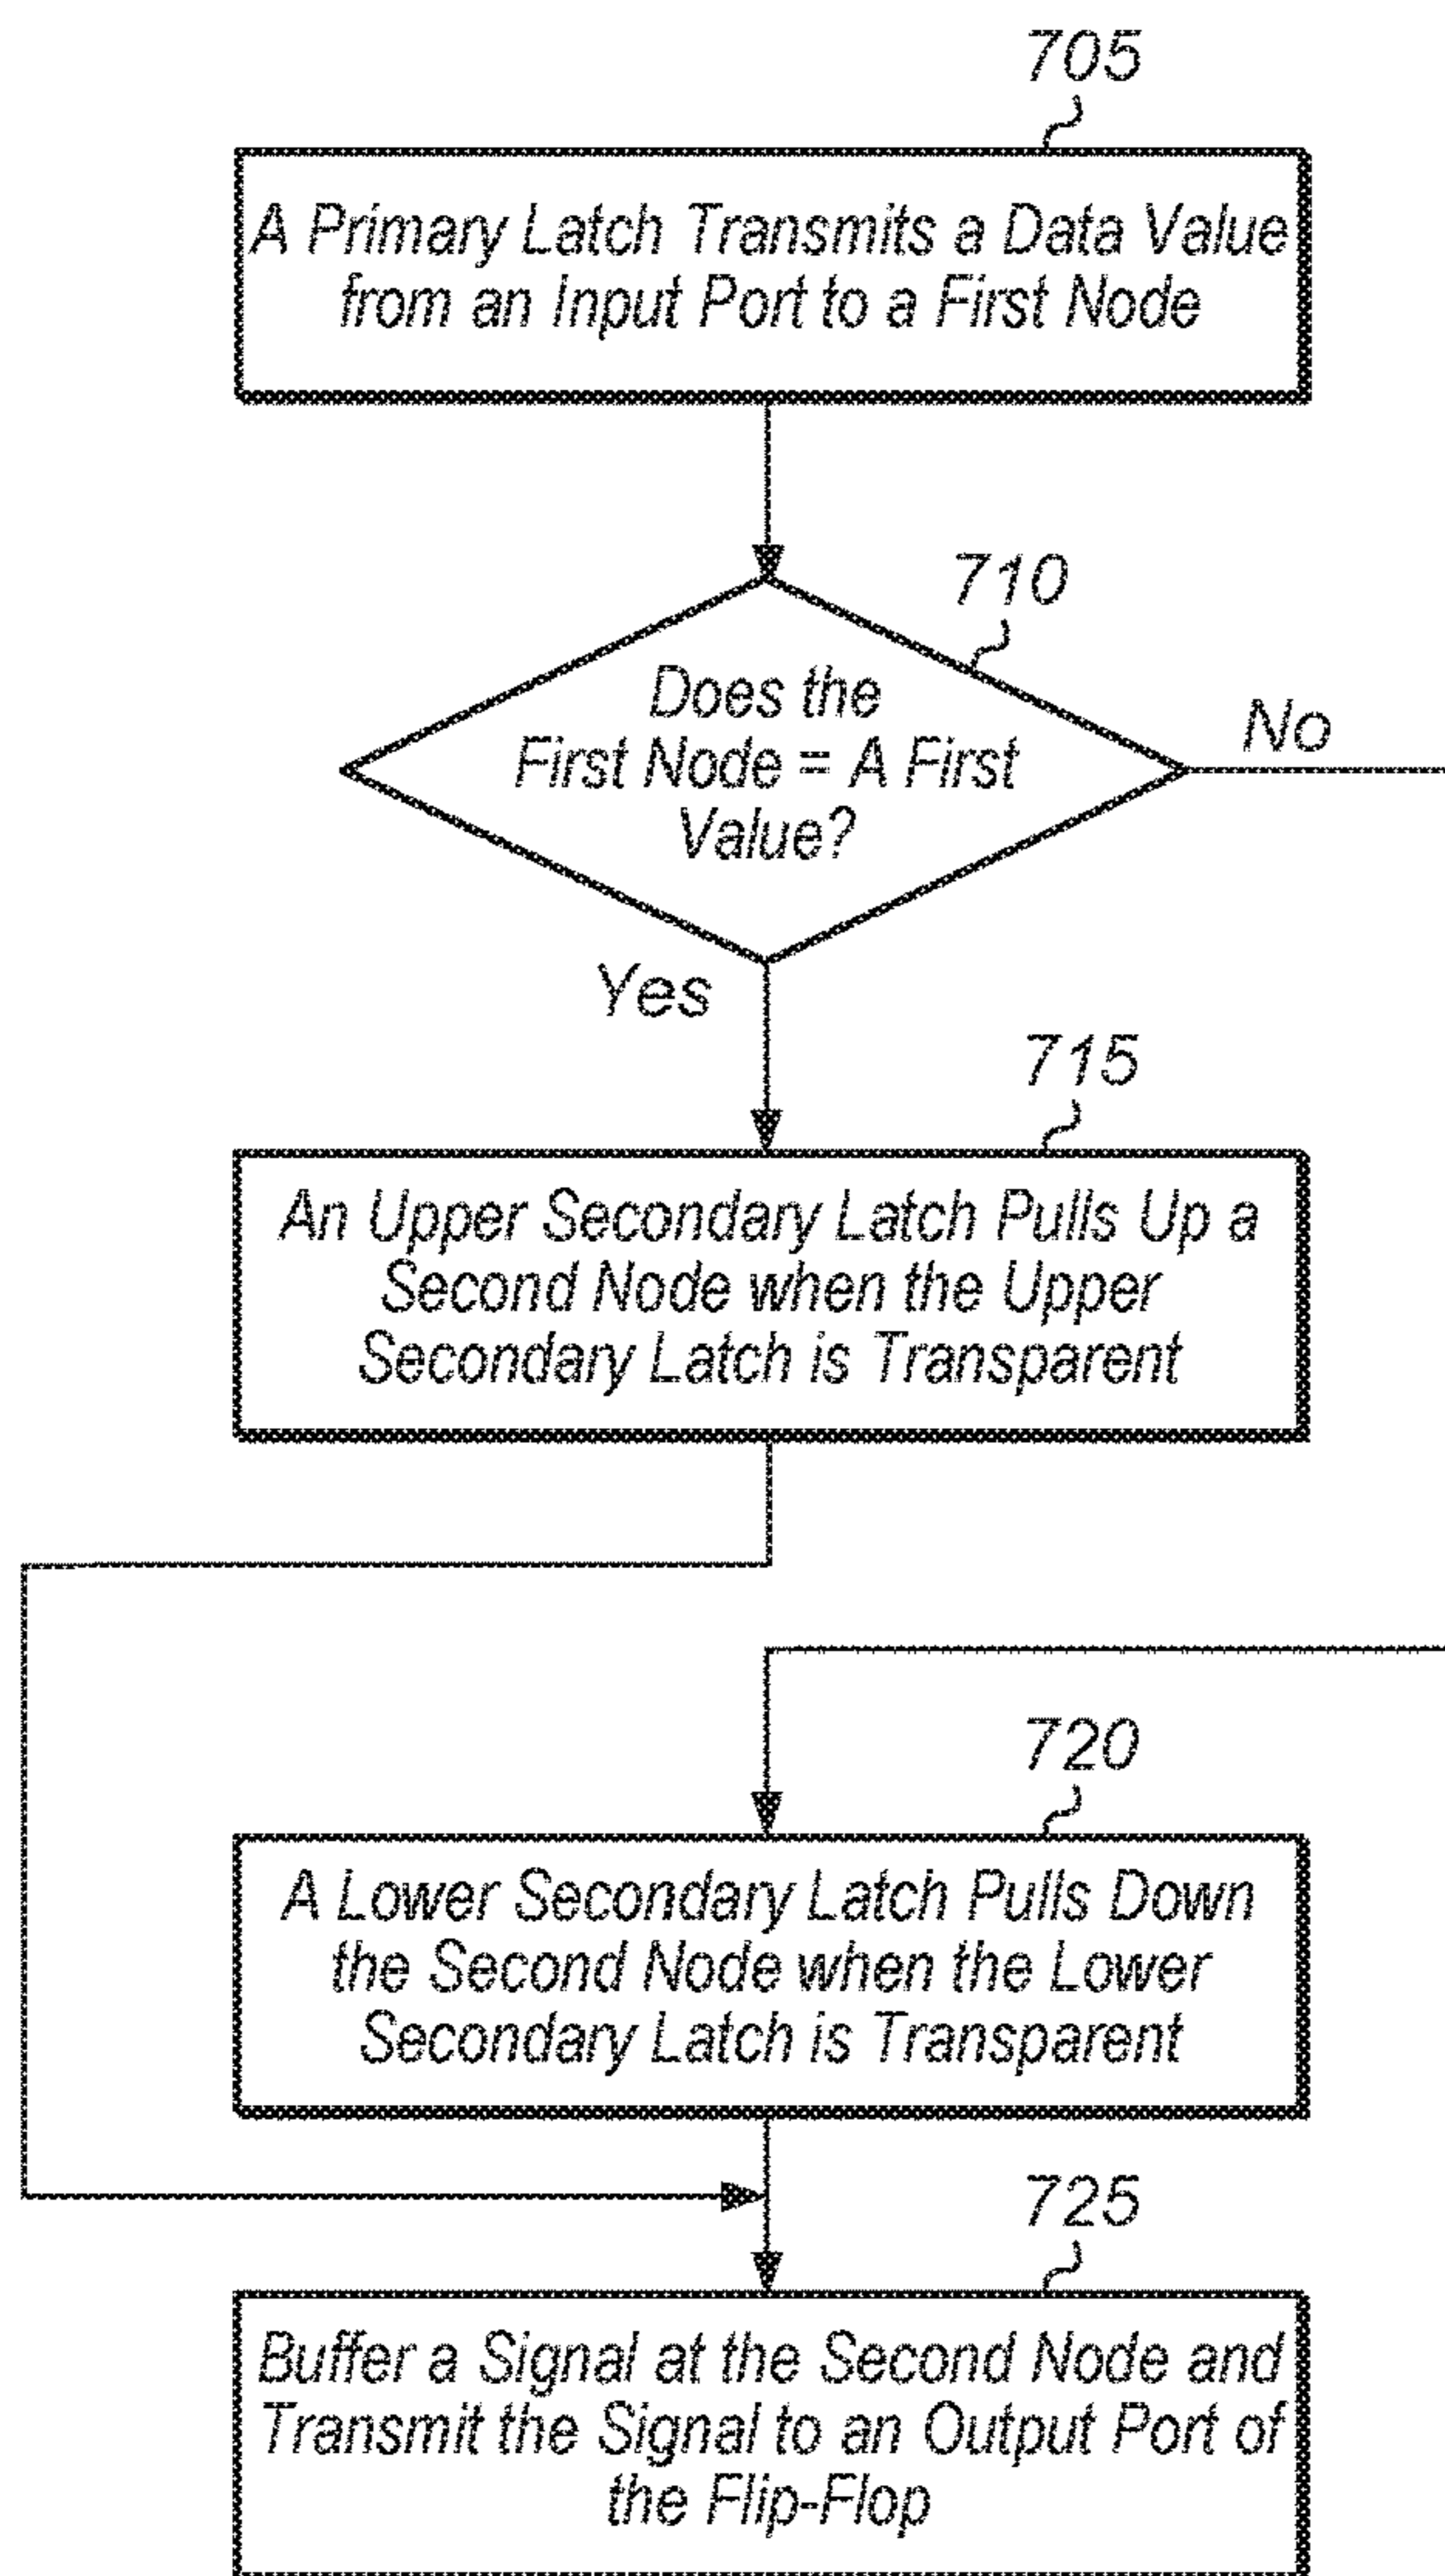 705
A Primary Latch Transmits a Data Value
from an Input Port to a First Node
710
Does the
First Node = A First
Value?
No
Yes
715
An Upper Secondary Latch Pulls Up a
Second Node when the Upper
Secondary Latch is Transparent
720
A Lower Secondary Latch Pulls Down
the Second Node when the Lower
Secondary Latch is Transparent
725
Buffer a Signal at the Second Node and
Transmit the Signal to an Output Port of
the Flip-Flop